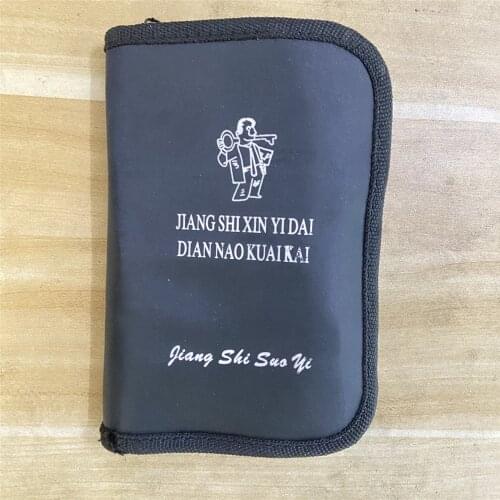 JIANG SHI XIN YI DAI
DIAN NAO KUAI KAI
Jiang Shi Suo Yi